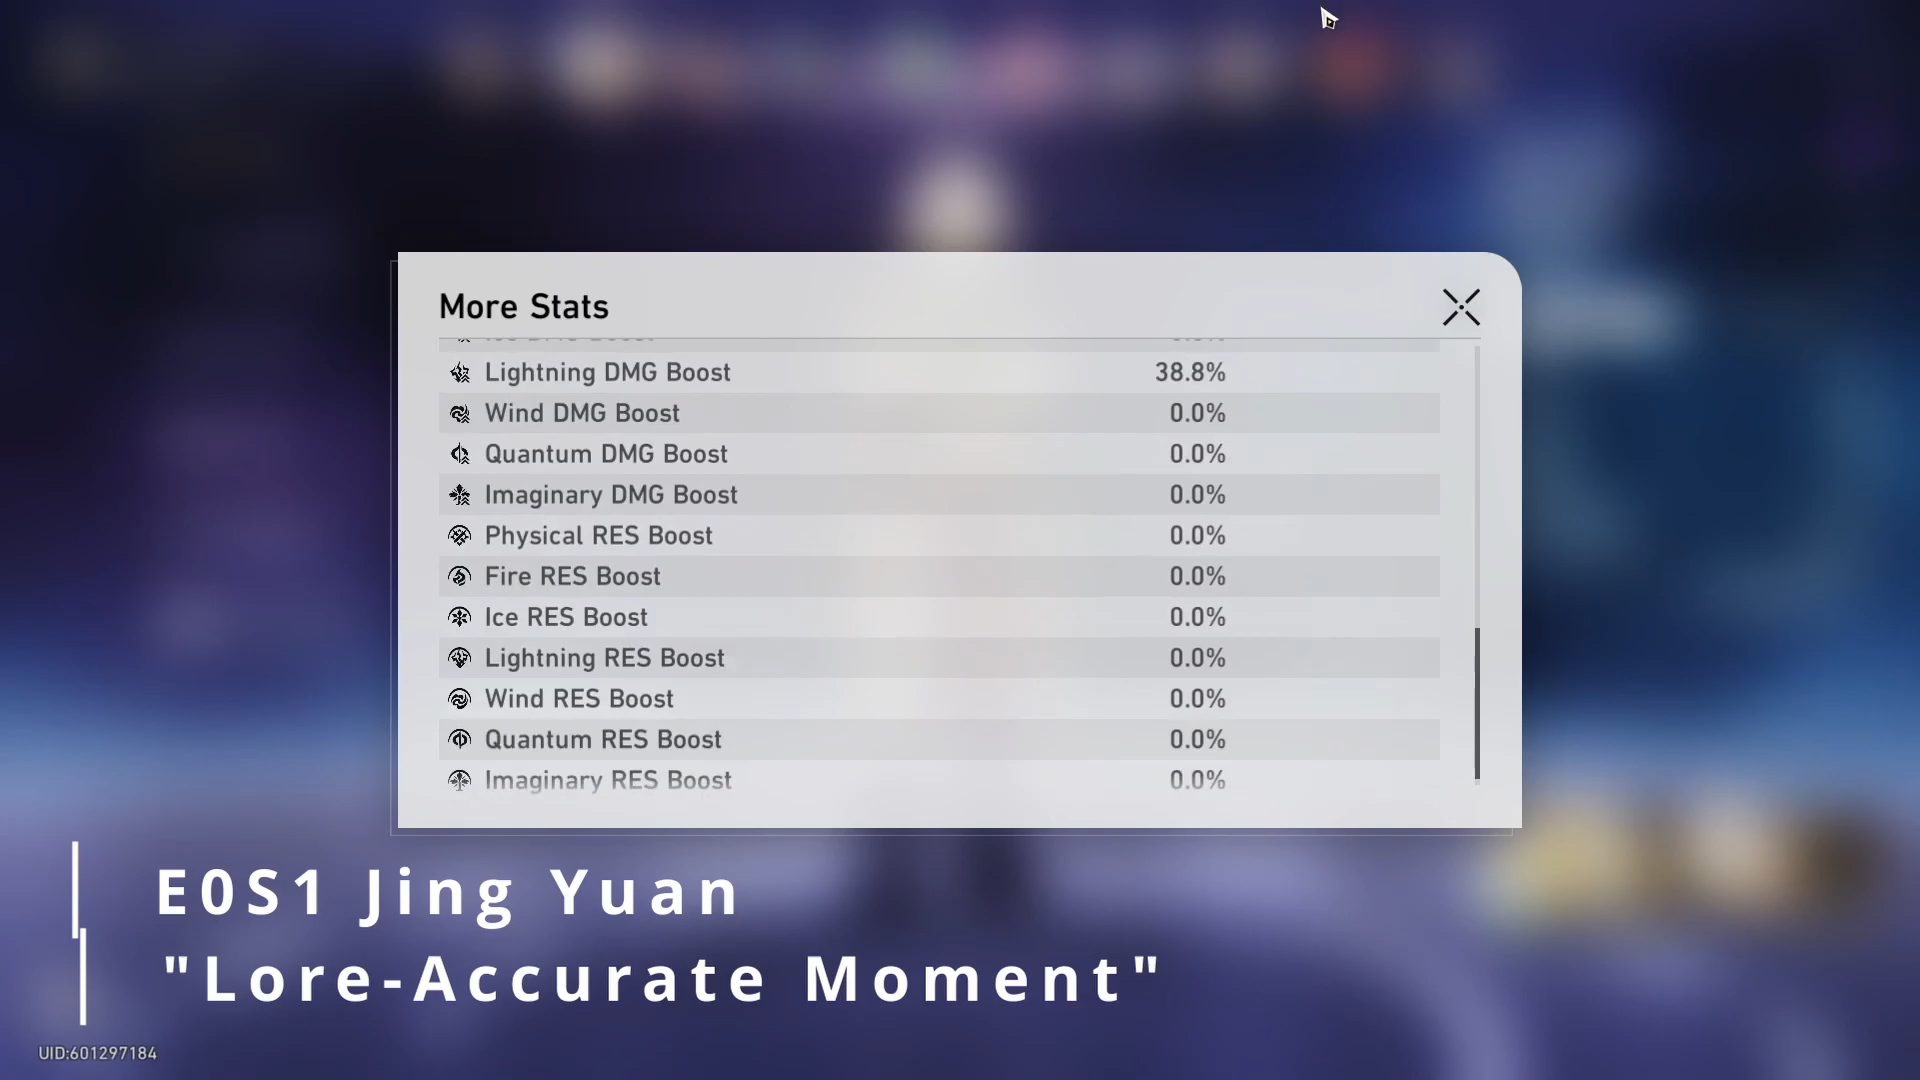 More Stats
Lightning DMG Boost 38.8%
Wind DMG Boost 0.0%
Quantum DMG Boost 0.0%
Imaginary DMG Boost 0.0%
Physical RES Boost 0.0%
Fire RES Boost 0.0%
Ice RES Boost 0.0%
Lightning RES Boost 0.0%
Wind RES Boost 0.0%
Quantum RES Boost 0.0%
Imaginary RES Boost 0.0%
E0S1 Jing Yuan
"Lore-Accurate Moment"
UID:601297184